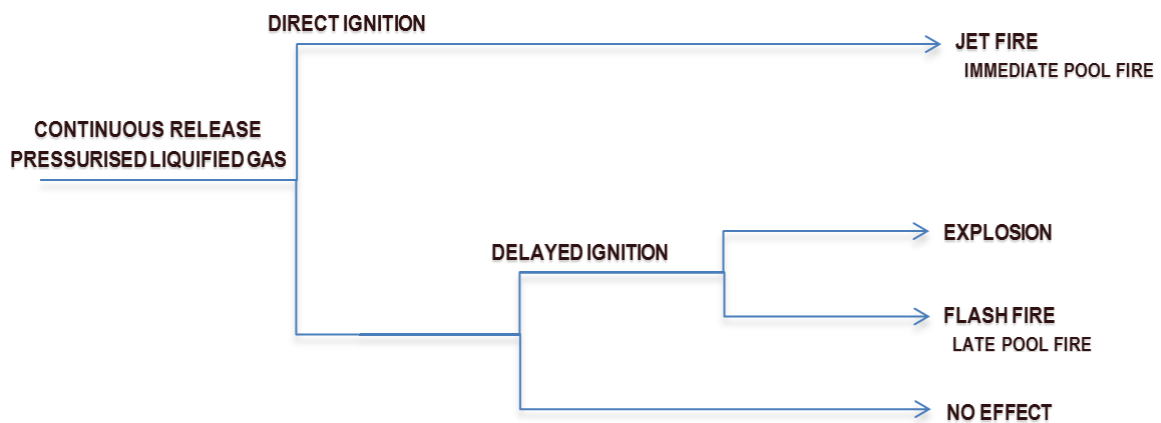 DIRECT IGNITION
JET FIRE
IMMEDIATE POOL FIRE
CONTINUOUS RELEASE
PRESSURISED LIQUIFIED GAS
EXPLOSION
DELAYED IGNITION
FLASH FIRE
LATE POOL FIRE
NO EFFECT